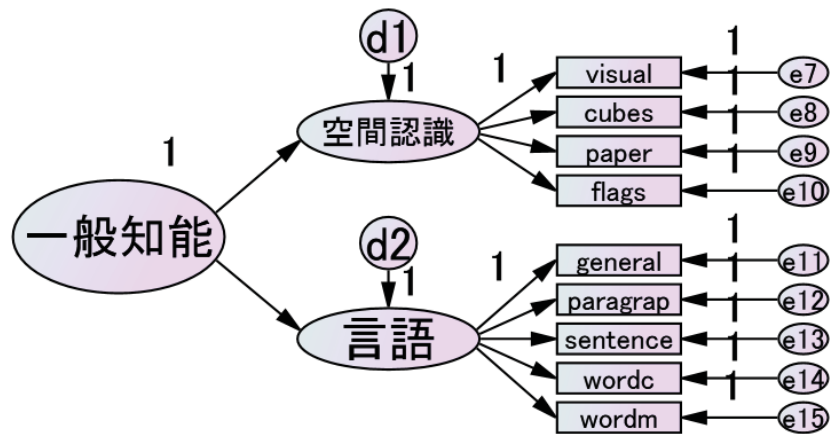 d1
1
1
1
visual
1
e7
cubes
1
e8
空間認識
paper
1
e9
flags
1
e10
1
一般知能
d2
1
1
general
1
e11
paragrap
1
e12
言語
sentence
1
e13
wordc
1
e14
wordm
e15